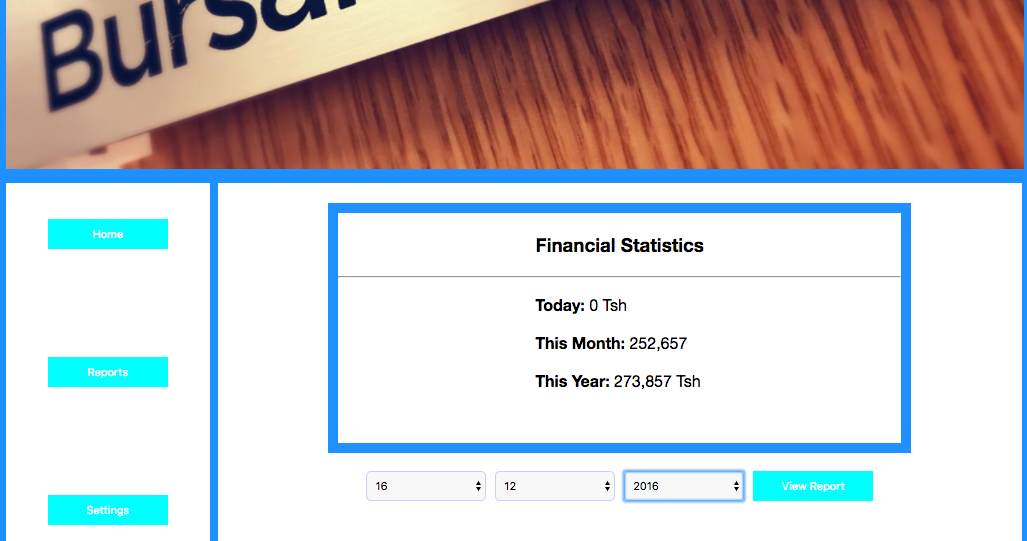 Home
Reports
Settings
Financial Statistics
Today: 0 Tsh
This Month: 252,657
This Year: 273,857 Tsh
16 12 2016 View Report